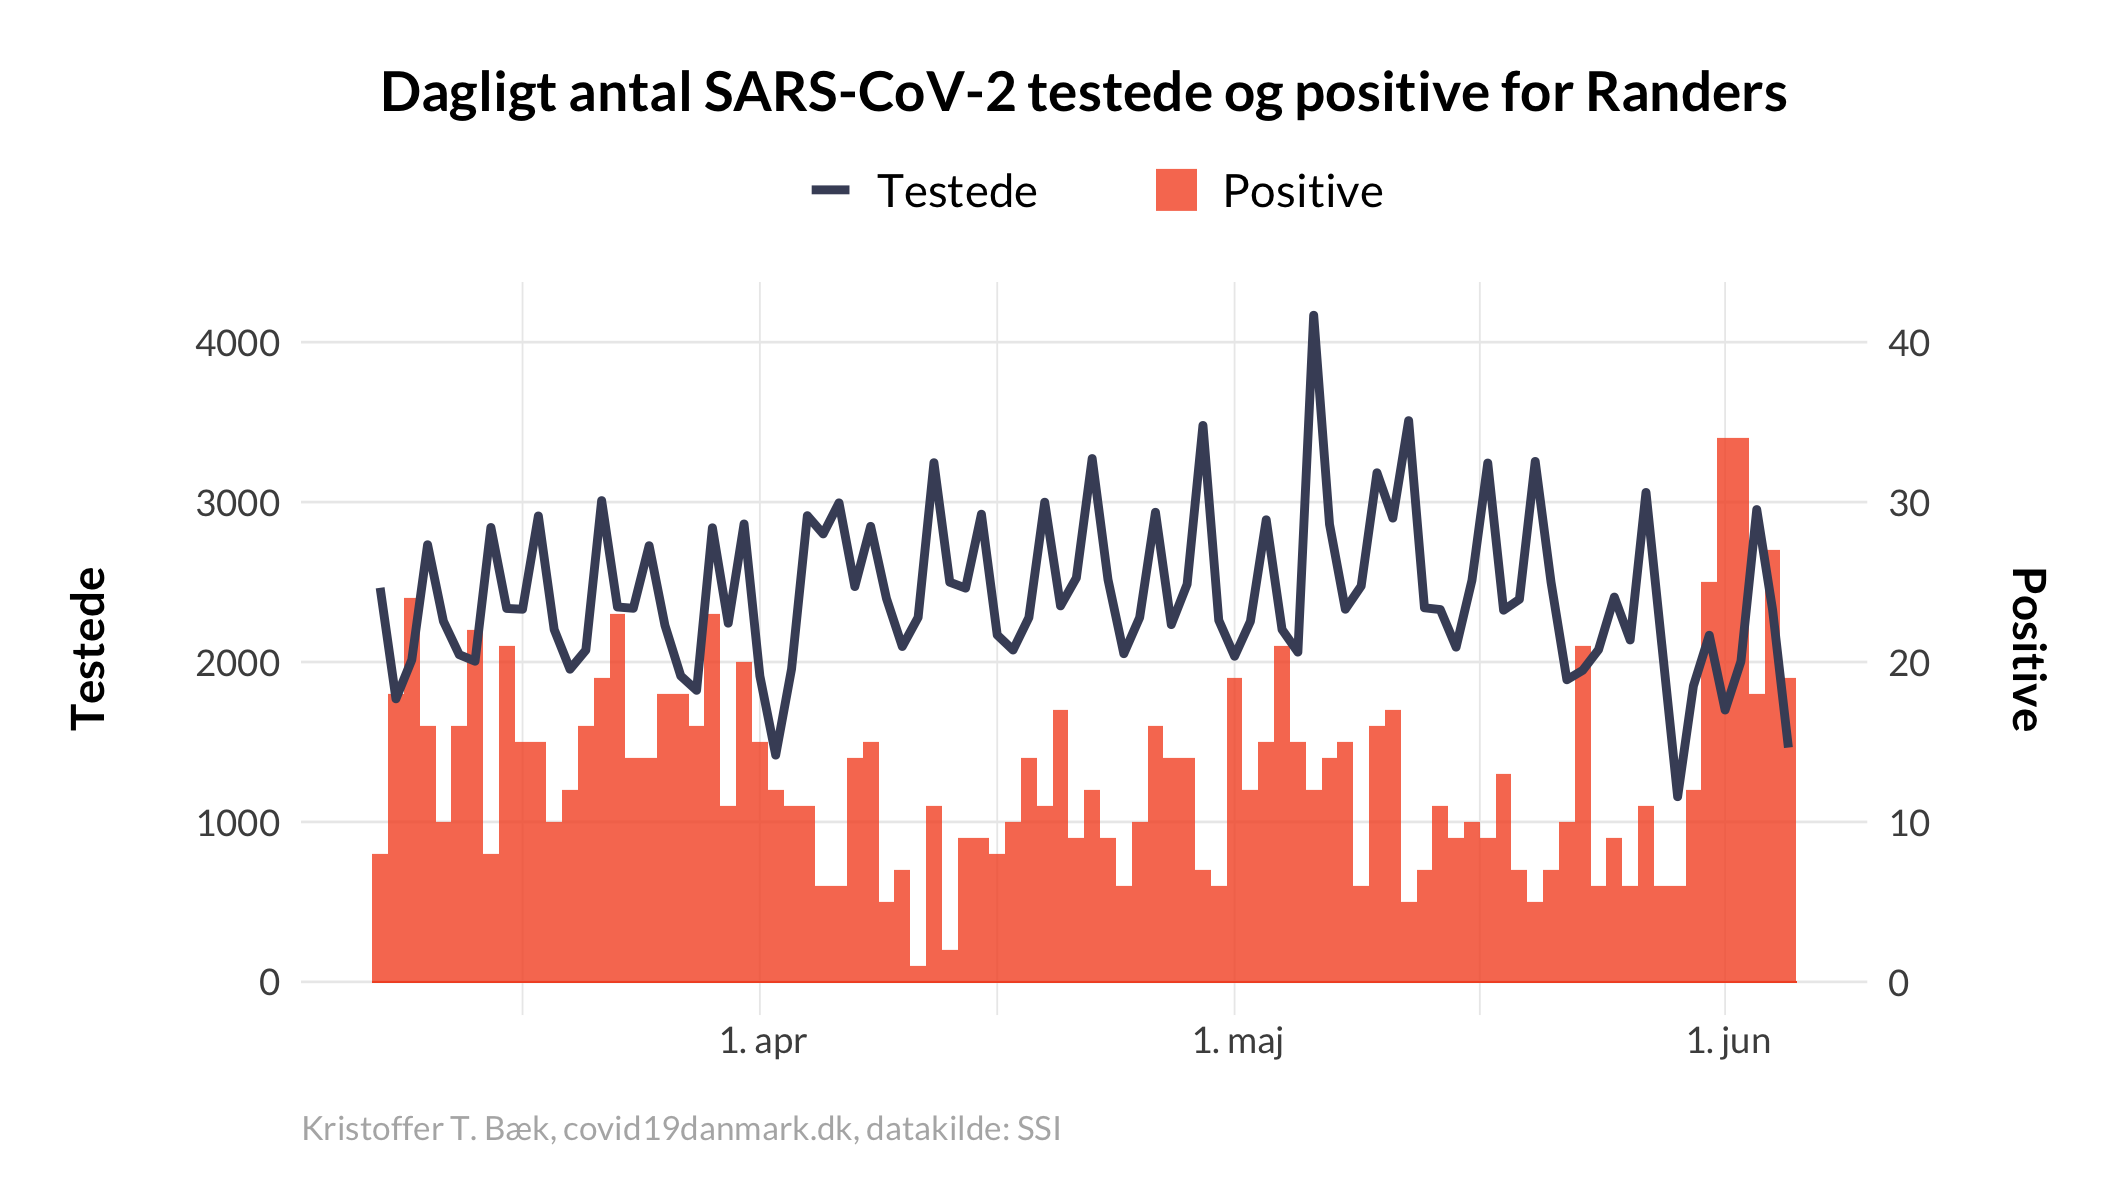 Dagligt antal SARS-CoV-2 testede og positive for Randers
Testede
Positive
4000
3000
2000
1000
0
40
30
20
10
0
Testede
Positive
1. apr
1. maj
1. jun
Kristoffer T. Bæk, covid19danmark.dk, datakilde: SSI